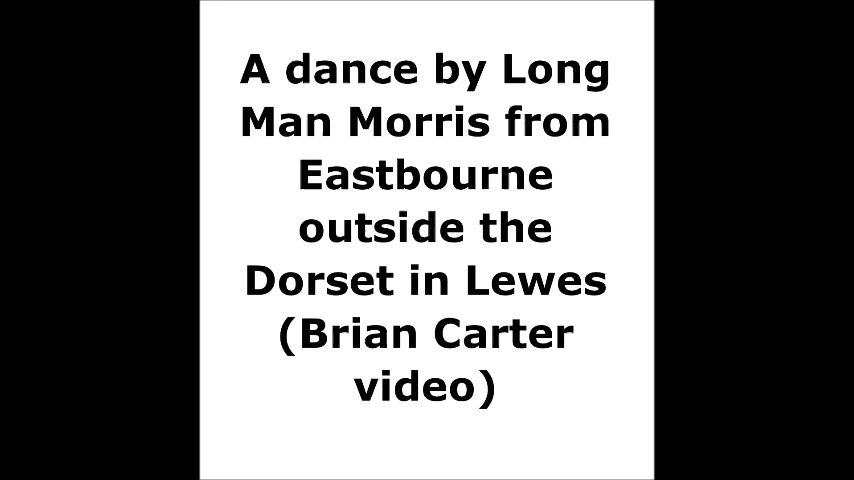 A dance by Long
Man Morris from
Eastbourne
outside the
Dorset in Lewes
(Brian Carter
video)